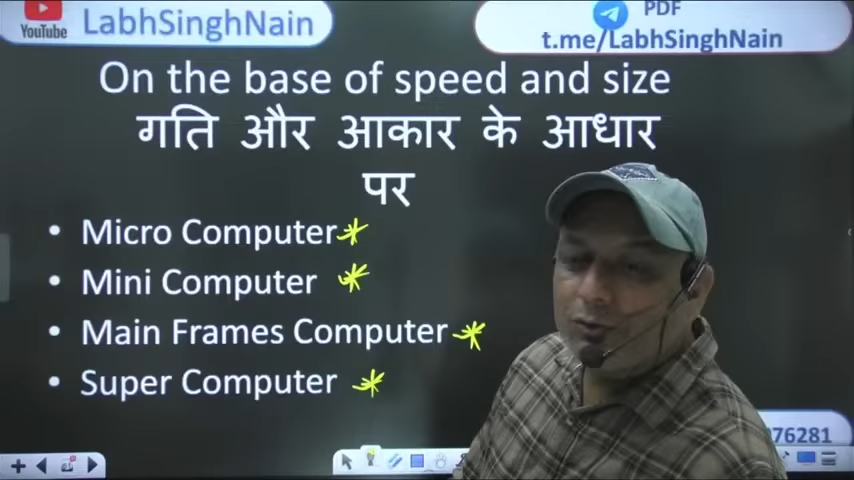 YouTube
LabhSinghNain
PDF
t.me/LabhSinghNain
On the base of speed and size
गति और आकार के आधार
पर
• Micro Computer
• Mini Computer
• Main Frames Computer
• Super Computer
76281